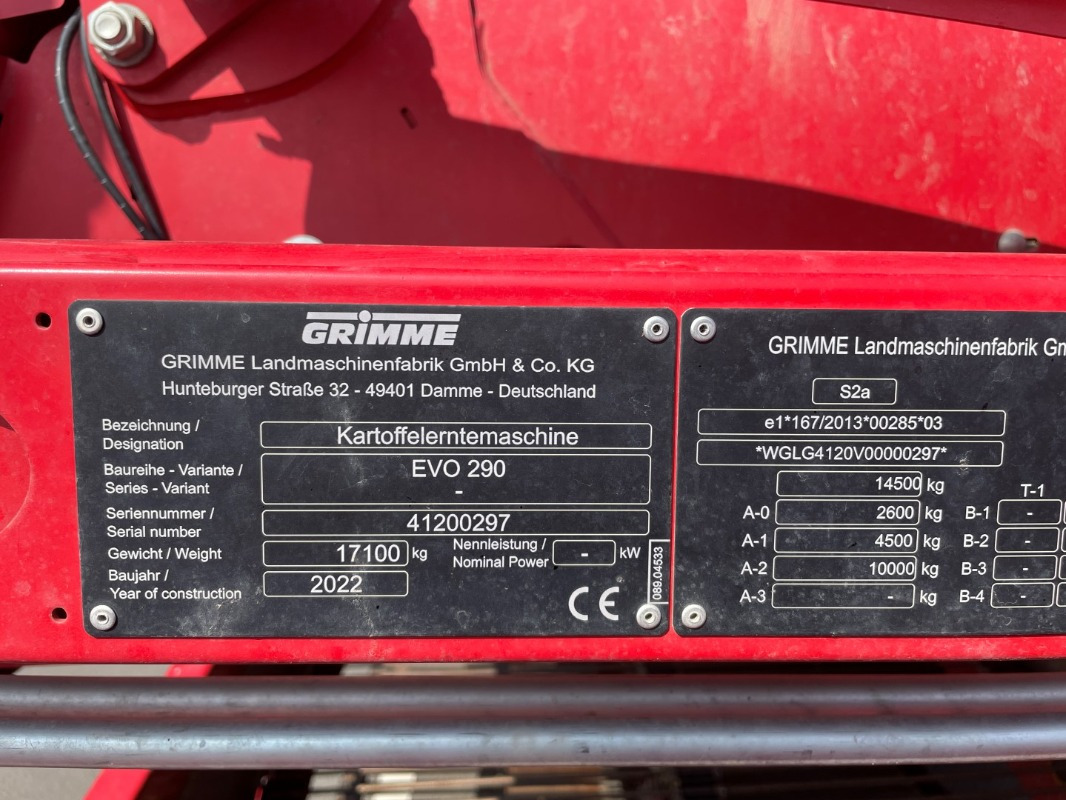 GRIMME
GRIMME Landmaschinenfabrik GmbH & Co. KG
Hunteburger Straße 32 - 49401 Damme - Deutschland
Bezeichnung /
Designation
Kartoffelerntemaschine
Baureihe - Variante /
Series - Variant
EVO 290
-
Seriennummer /
Serial number
41200297
Gewicht / Weight
17100 kg
Nennleistung /
Nominal Power
- kW
Baujahr /
Year of construction
2022
CE
089.04533
GRIMME Landmaschinenfabrik
S2a
e1*167/2013*00285*03
*WGLG4120V00000297*
14500 kg
T-1
A-0 2600 kg B-1 -
A-1 4500 kg B-2 -
A-2 10000 kg B-3 -
A-3 - kg B-4 -